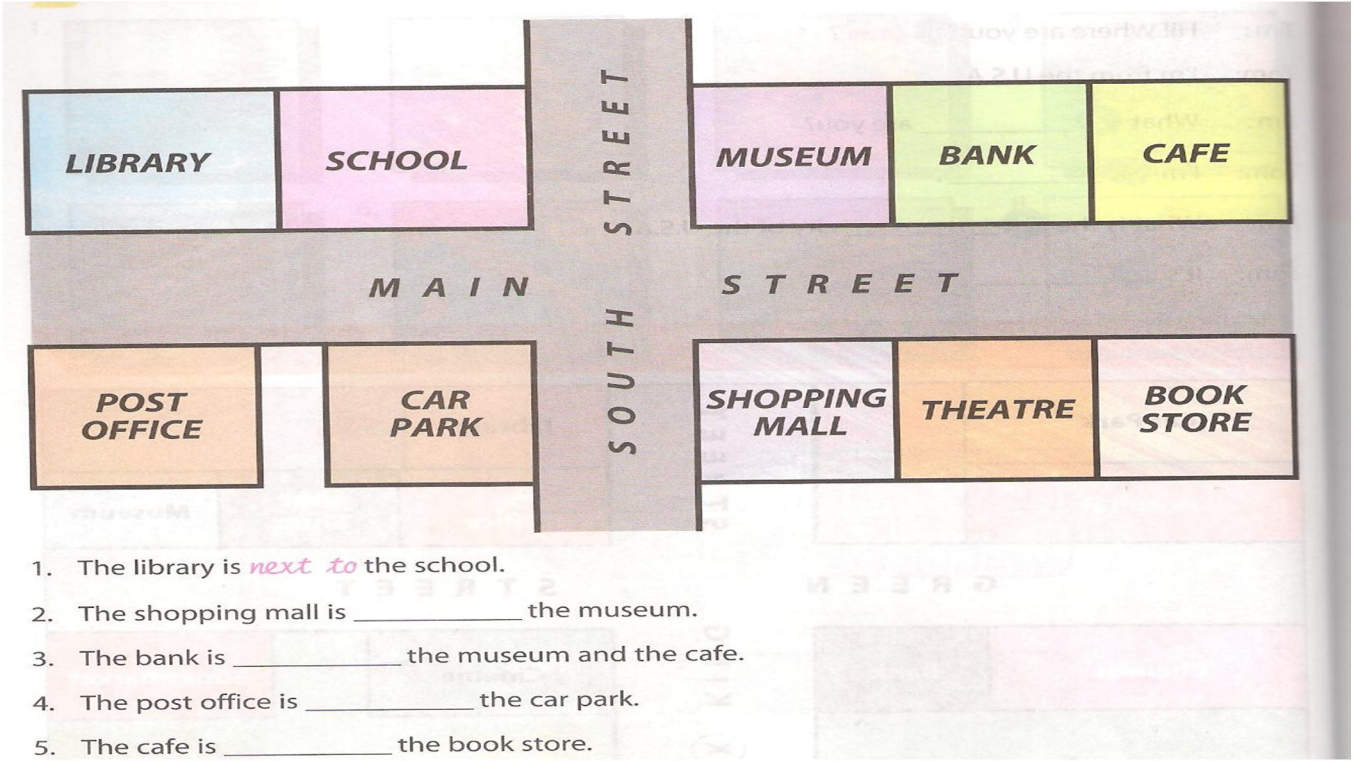 LIBRARY
SCHOOL
MUSEUM
BANK
CAFE
MAIN STREET
SOUTH STREET
POST
OFFICE
CAR
PARK
SHOPPING
MALL
THEATRE
BOOK
STORE
1. The library is next to the school.
2. The shopping mall is ____________ the museum.
3. The bank is ____________ the museum and the cafe.
4. The post office is ____________ the car park.
5. The cafe is ____________ the book store.